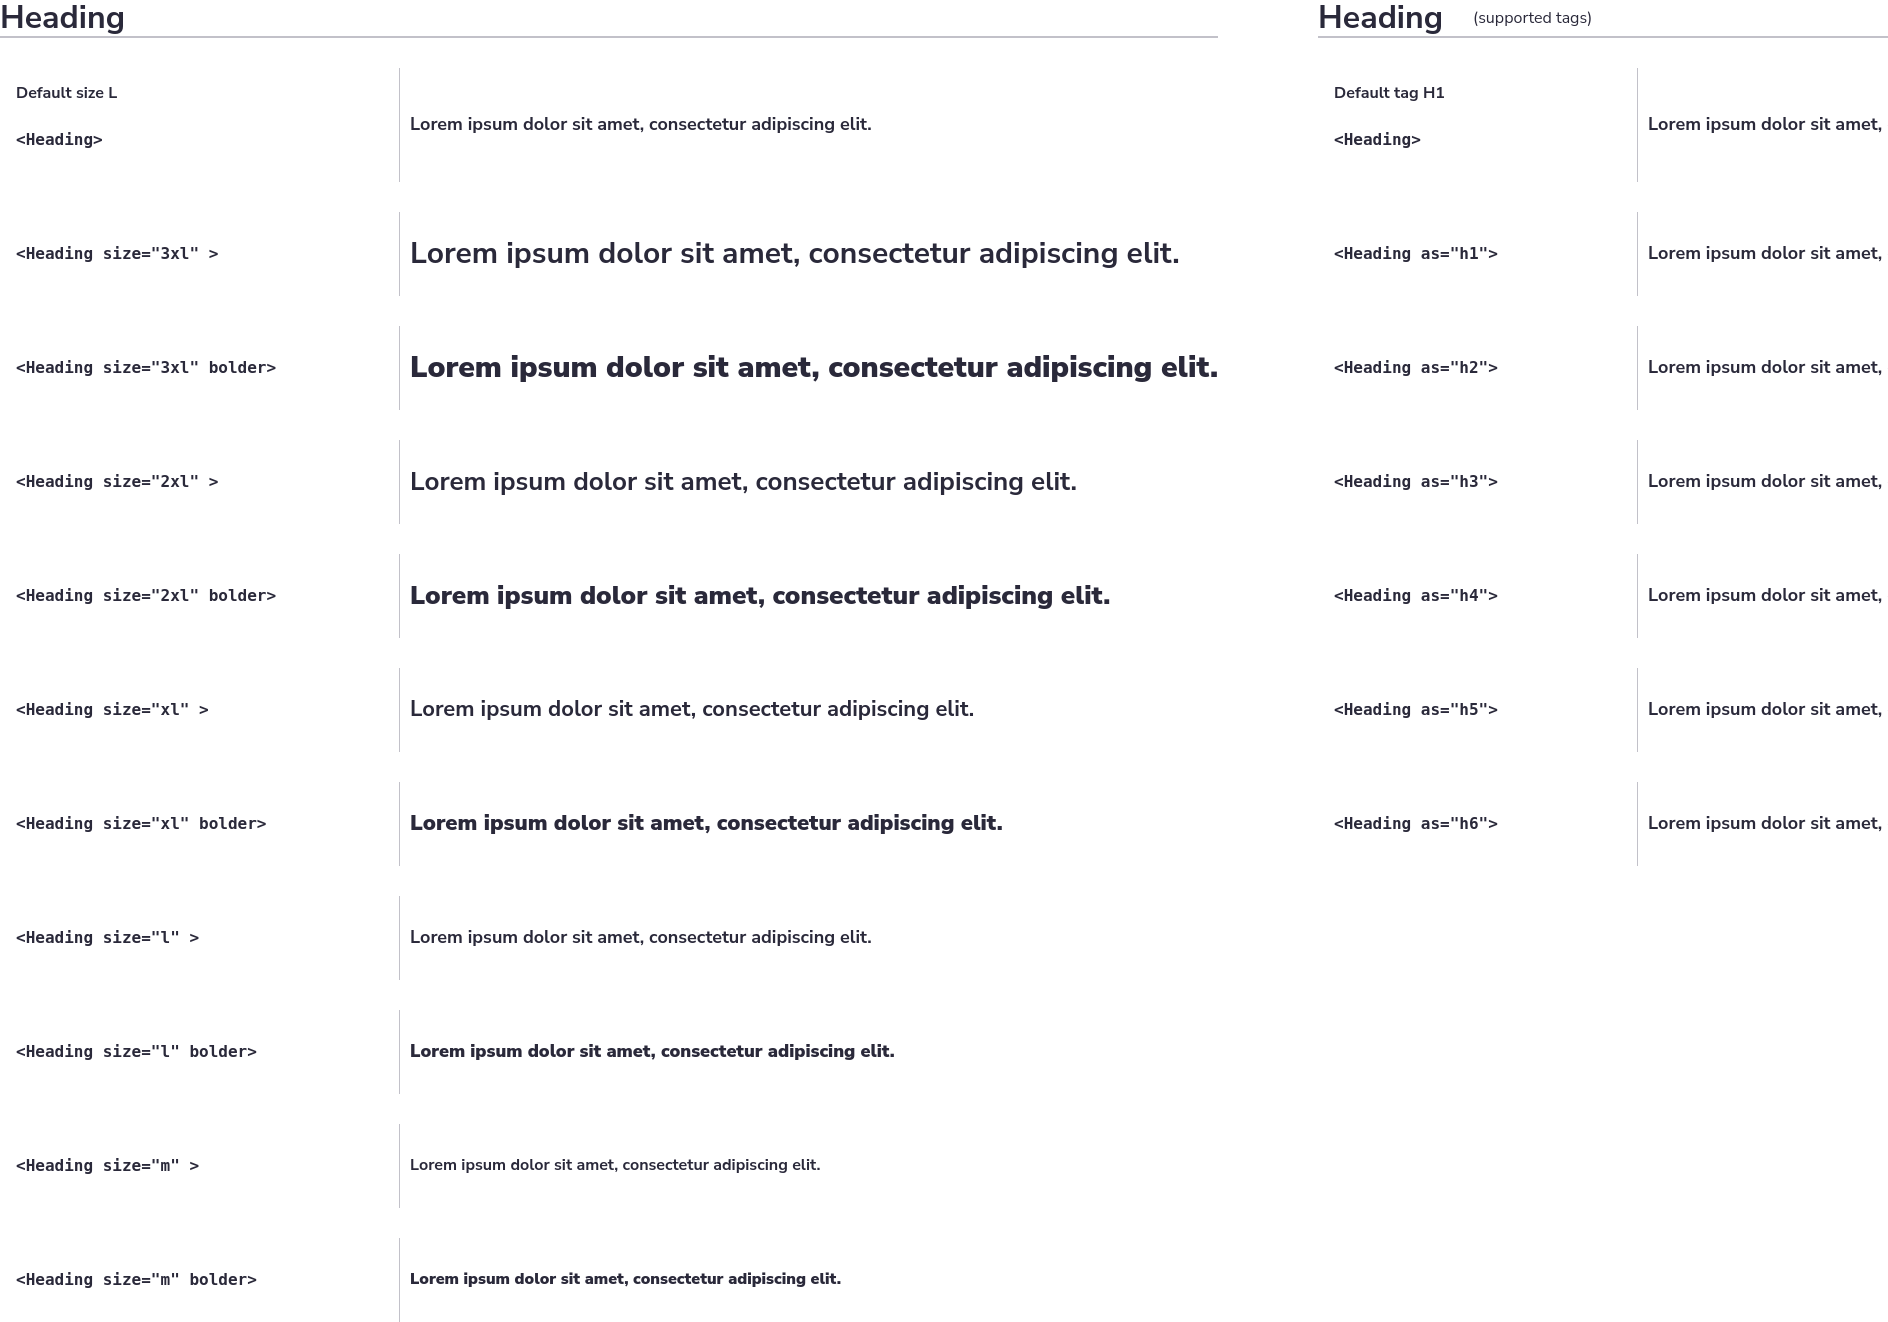 Heading
Default size L
<Heading>
Lorem ipsum dolor sit amet, consectetur adipiscing elit.
<Heading size="3xl" >
Lorem ipsum dolor sit amet, consectetur adipiscing elit.
<Heading size="3xl" bolder>
Lorem ipsum dolor sit amet, consectetur adipiscing elit.
<Heading size="2xl" >
Lorem ipsum dolor sit amet, consectetur adipiscing elit.
<Heading size="2xl" bolder>
Lorem ipsum dolor sit amet, consectetur adipiscing elit.
<Heading size="xl" >
Lorem ipsum dolor sit amet, consectetur adipiscing elit.
<Heading size="xl" bolder>
Lorem ipsum dolor sit amet, consectetur adipiscing elit.
<Heading size="l" >
Lorem ipsum dolor sit amet, consectetur adipiscing elit.
<Heading size="l" bolder>
Lorem ipsum dolor sit amet, consectetur adipiscing elit.
<Heading size="m" >
Lorem ipsum dolor sit amet, consectetur adipiscing elit.
<Heading size="m" bolder>
Lorem ipsum dolor sit amet, consectetur adipiscing elit.
Heading (supported tags)
Default tag H1
<Heading>
Lorem ipsum dolor sit amet,
<Heading as="h1">
Lorem ipsum dolor sit amet,
<Heading as="h2">
Lorem ipsum dolor sit amet,
<Heading as="h3">
Lorem ipsum dolor sit amet,
<Heading as="h4">
Lorem ipsum dolor sit amet,
<Heading as="h5">
Lorem ipsum dolor sit amet,
<Heading as="h6">
Lorem ipsum dolor sit amet,